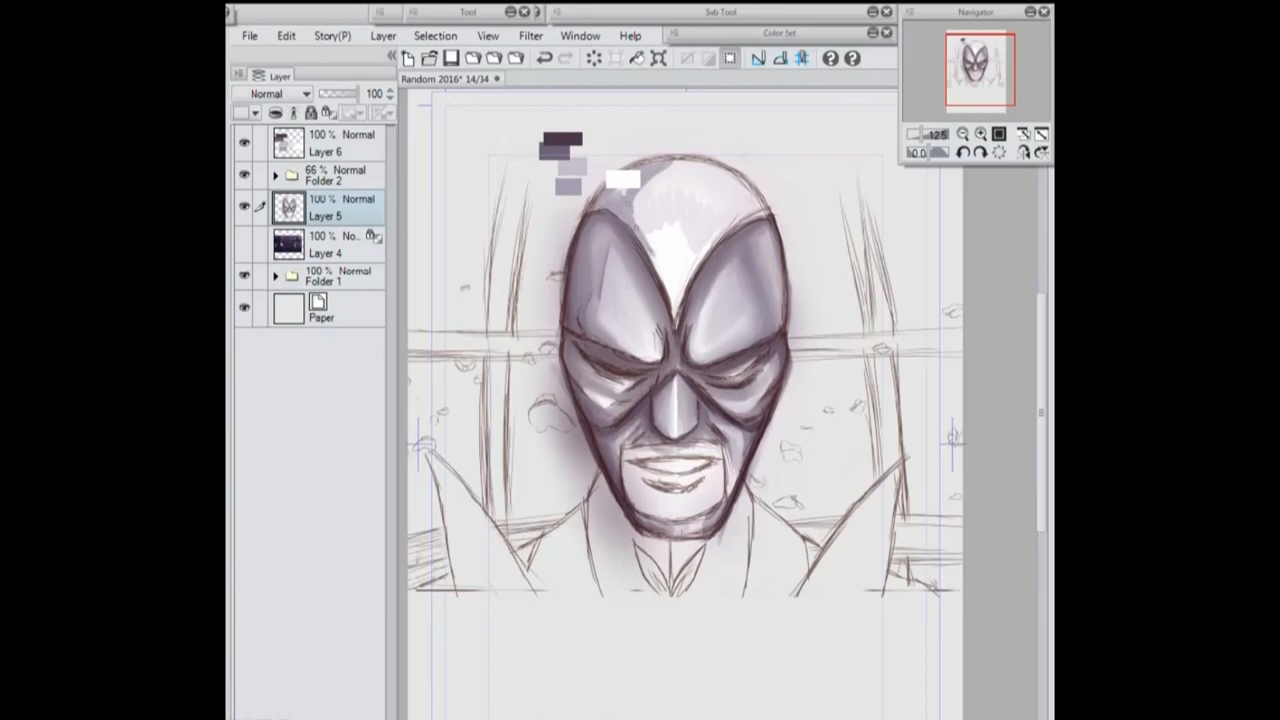 Tool
Sub Tool
Navigator
File Edit Story(P) Layer Selection View Filter Window Help
Color Set
Layer
Random 2016* 14/34
Normal 100
100 % Normal
Layer 6
66 % Normal
Folder 2
100 % Normal
Layer 5
100 % No...
Layer 4
100 % Normal
Folder 1
Paper
12.5
0.0